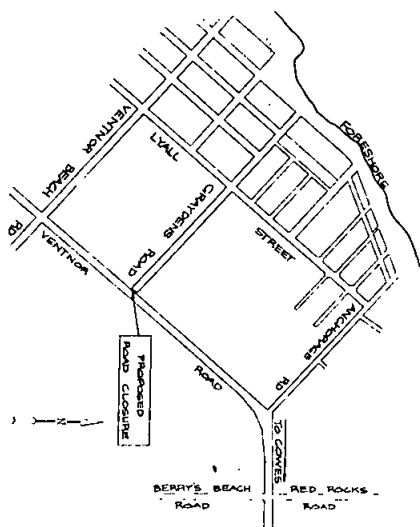 FORESHORE
VENTNOR
BEACH
RD
LYALL
STREET
GRAYDENS
ROAD
VENTNOR
ROAD
ANCHORAGE
RD
PROPOSED
ROAD CLOSURE
N
TO COWES
BERRY'S BEACH
ROAD
RED ROCKS
ROAD